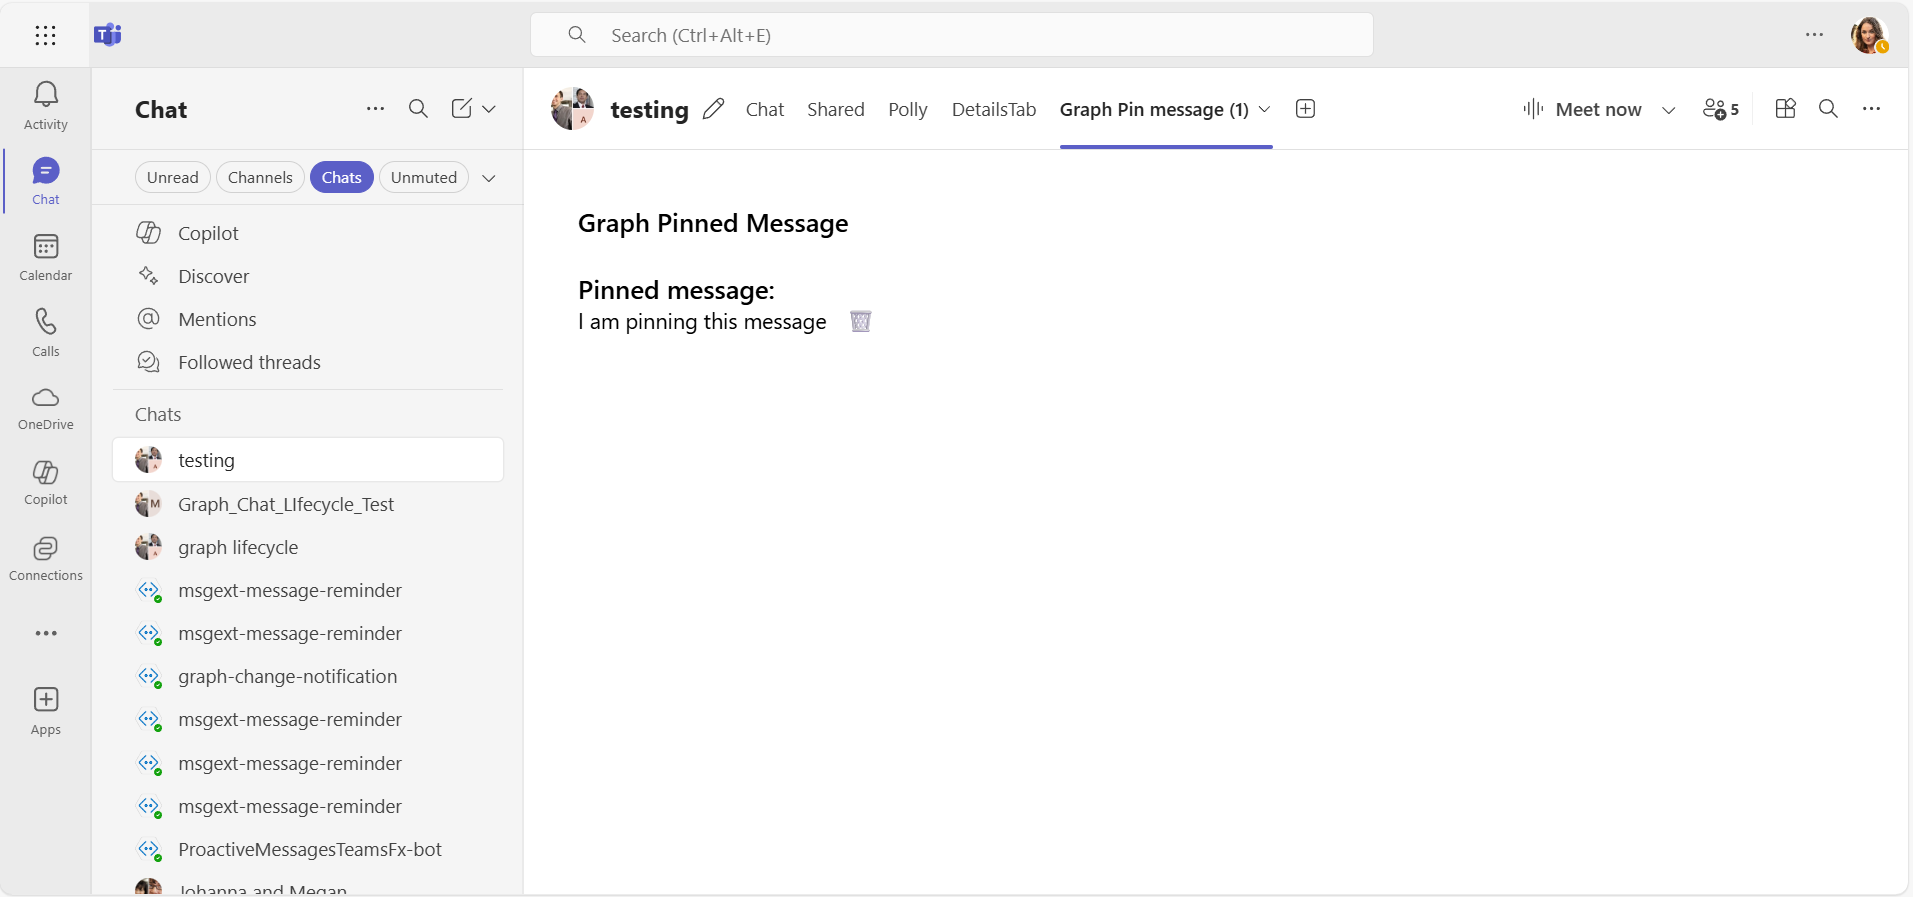 Search (Ctrl+Alt+E)
Activity
Chat
Calendar
Calls
OneDrive
Copilot
Connections
Apps
Chat
Unread Channels Chats Unmuted
Copilot
Discover
@ Mentions
Followed threads
Chats
testing
M Graph_Chat_LIfecycle_Test
A graph lifecycle
msgext-message-reminder
msgext-message-reminder
graph-change-notification
msgext-message-reminder
msgext-message-reminder
msgext-message-reminder
ProactiveMessagesTeamsFx-bot
Johanna and Megan
A testing Chat Shared Polly DetailsTab Graph Pin message (1) Meet now 5
Graph Pinned Message
Pinned message:
I am pinning this message